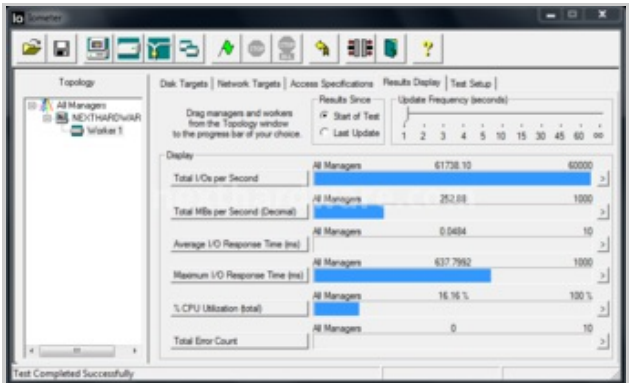 Io Iometer
Topology
All Managers
NEXTHARDWAR
Worker 1
Disk Targets Network Targets Access Specifications Results Display Test Setup
Drag managers and workers
from the Topology window
to the progress bar of your choice.
Results Since
Start of Test
Last Update
Update Frequency (seconds)
1 2 3 4 5 10 15 30 45 60 ∞
Display
All Managers 61738.10 60000
Total I/Os per Second >
All Managers 252.88 1000
Total MBs per Second (Decimal) >
All Managers 0.0484 10
Average I/O Response Time (ms) >
All Managers 637.7992 1000
Maximum I/O Response Time (ms) >
All Managers 16.16 % 100 %
% CPU Utilization (total) >
All Managers 0 10
Total Error Count >
Test Completed Successfully